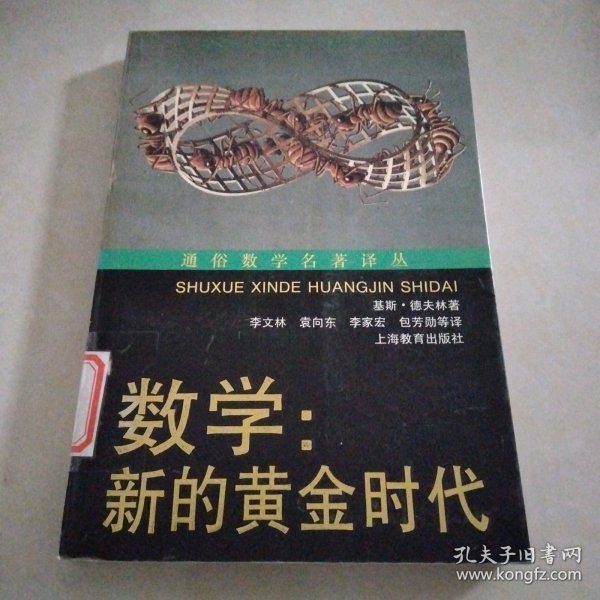 通俗数学名著译丛
SHUXUE XINDE HUANGJIN SHIDAI
基斯·德夫林著
李文林 袁向东 李家宏 包芳勋等译
上海教育出版社
数学:
新的黄金时代
孔夫子旧书网
www.kongfz.com